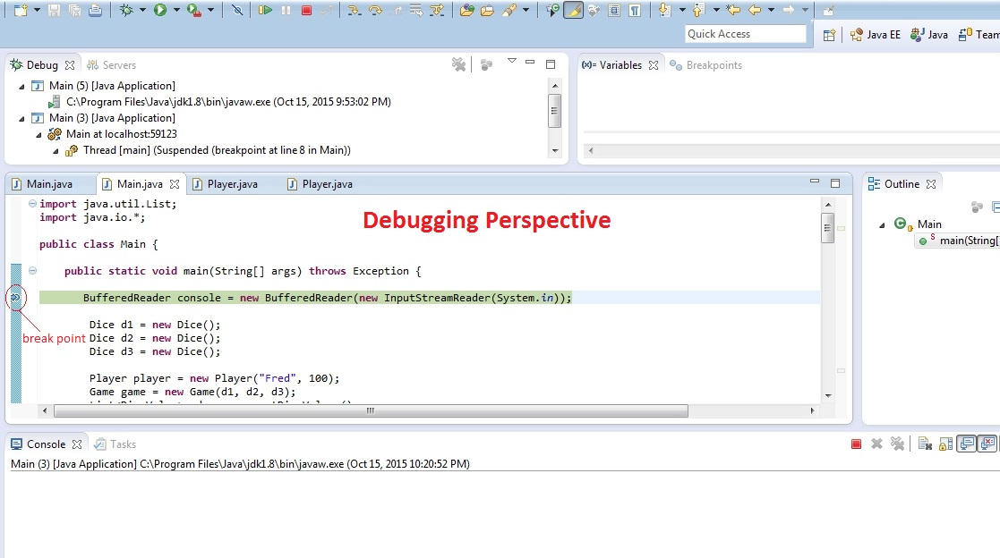 Quick Access
Java EE
Java
Team
Debug
Servers
Variables
Breakpoints
Main (5) [Java Application]
C:\Program Files\Java\jdk1.8\bin\javaw.exe (Oct 15, 2015 9:53:02 PM)
Main (3) [Java Application]
Main at localhost:59123
Thread [main] (Suspended (breakpoint at line 8 in Main))
Main.java
Main.java
Player.java
Player.java
Outline
import java.util.List;
import java.io.*;
Debugging Perspective
public class Main {
public static void main(String[] args) throws Exception {
BufferedReader console = new BufferedReader(new InputStreamReader(System.in));
Dice d1 = new Dice();
break point
Dice d2 = new Dice();
Dice d3 = new Dice();
Player player = new Player("Fred", 100);
Game game = new Game(d1, d2, d3);
Main
main(String[
Console
Tasks
Main (3) [Java Application] C:\Program Files\Java\jdk1.8\bin\javaw.exe (Oct 15, 2015 10:20:52 PM)